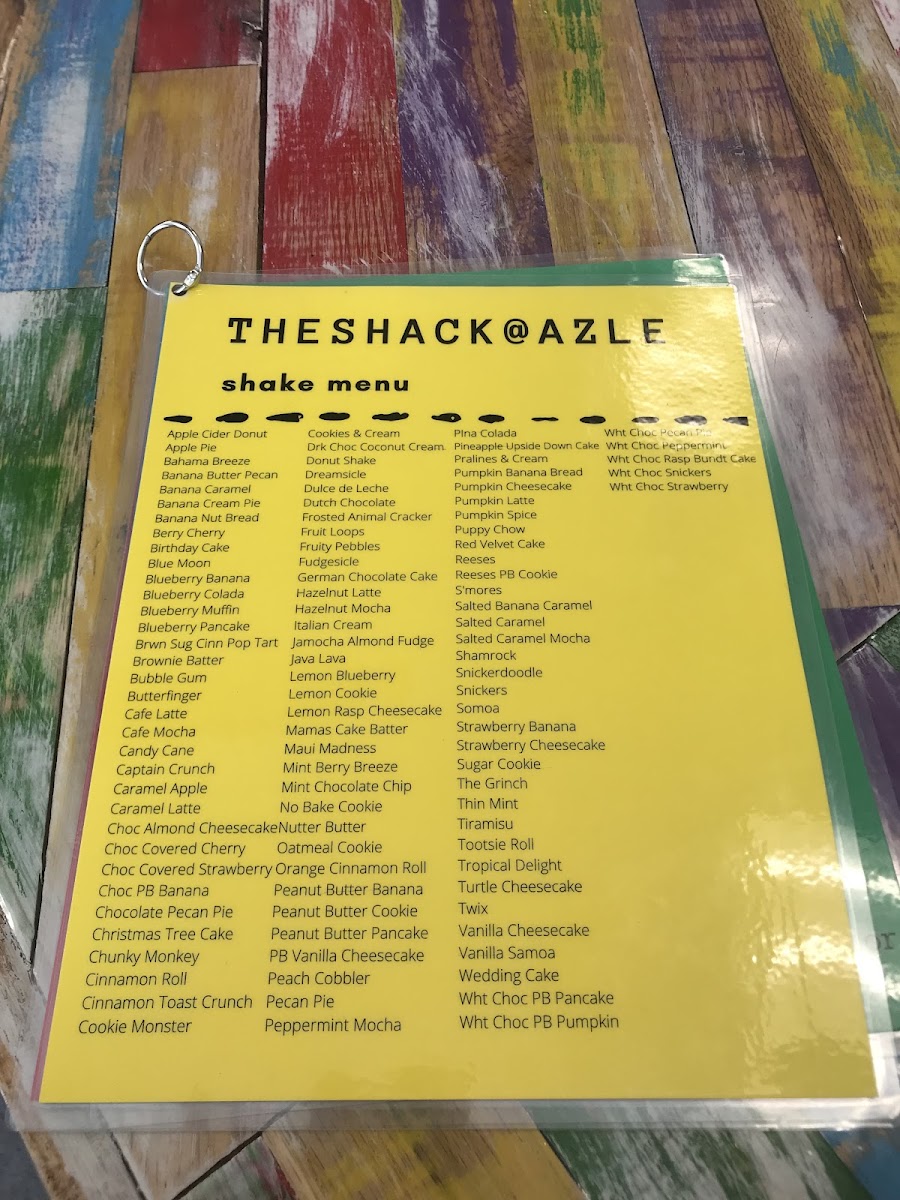 THESHACK@AZLE
shake menu
Apple Cider Donut
Apple Pie
Bahama Breeze
Banana Butter Pecan
Banana Caramel
Banana Cream Pie
Banana Nut Bread
Berry Cherry
Birthday Cake
Blue Moon
Blueberry Banana
Blueberry Colada
Blueberry Muffin
Blueberry Pancake
Brwn Sug Cinn Pop Tart
Brownie Batter
Bubble Gum
Butterfinger
Cafe Latte
Cafe Mocha
Candy Cane
Captain Crunch
Caramel Apple
Caramel Latte
Choc Almond Cheesecake
Choc Covered Cherry
Choc Covered Strawberry
Choc PB Banana
Chocolate Pecan Pie
Christmas Tree Cake
Chunky Monkey
Cinnamon Roll
Cinnamon Toast Crunch
Cookie Monster
Cookies & Cream
Drk Choc Coconut Cream
Donut Shake
Dreamsicle
Dulce de Leche
Dutch Chocolate
Frosted Animal Cracker
Fruit Loops
Fruity Pebbles
Fudgesicle
German Chocolate Cake
Hazelnut Latte
Hazelnut Mocha
Italian Cream
Jamocha Almond Fudge
Java Lava
Lemon Blueberry
Lemon Cookie
Lemon Rasp Cheesecake
Mamas Cake Batter
Maui Madness
Mint Berry Breeze
Mint Chocolate Chip
No Bake Cookie
Nutter Butter
Oatmeal Cookie
Orange Cinnamon Roll
Peanut Butter Banana
Peanut Butter Cookie
Peanut Butter Pancake
PB Vanilla Cheesecake
Peach Cobbler
Pecan Pie
Peppermint Mocha
PIna Colada
Pineapple Upside Down Cake
Pralines & Cream
Pumpkin Banana Bread
Pumpkin Cheesecake
Pumpkin Latte
Pumpkin Spice
Puppy Chow
Red Velvet Cake
Reeses
Reeses PB Cookie
S'mores
Salted Banana Caramel
Salted Caramel
Salted Caramel Mocha
Shamrock
Snickerdoodle
Snickers
Somoa
Strawberry Banana
Strawberry Cheesecake
Sugar Cookie
The Grinch
Thin Mint
Tiramisu
Tootsie Roll
Tropical Delight
Turtle Cheesecake
Twix
Vanilla Cheesecake
Vanilla Samoa
Wedding Cake
Wht Choc PB Pancake
Wht Choc PB Pumpkin
Wht Choc Pecan Pie
Wht Choc Peppermint
Wht Choc Rasp Bundt Cake
Wht Choc Snickers
Wht Choc Strawberry